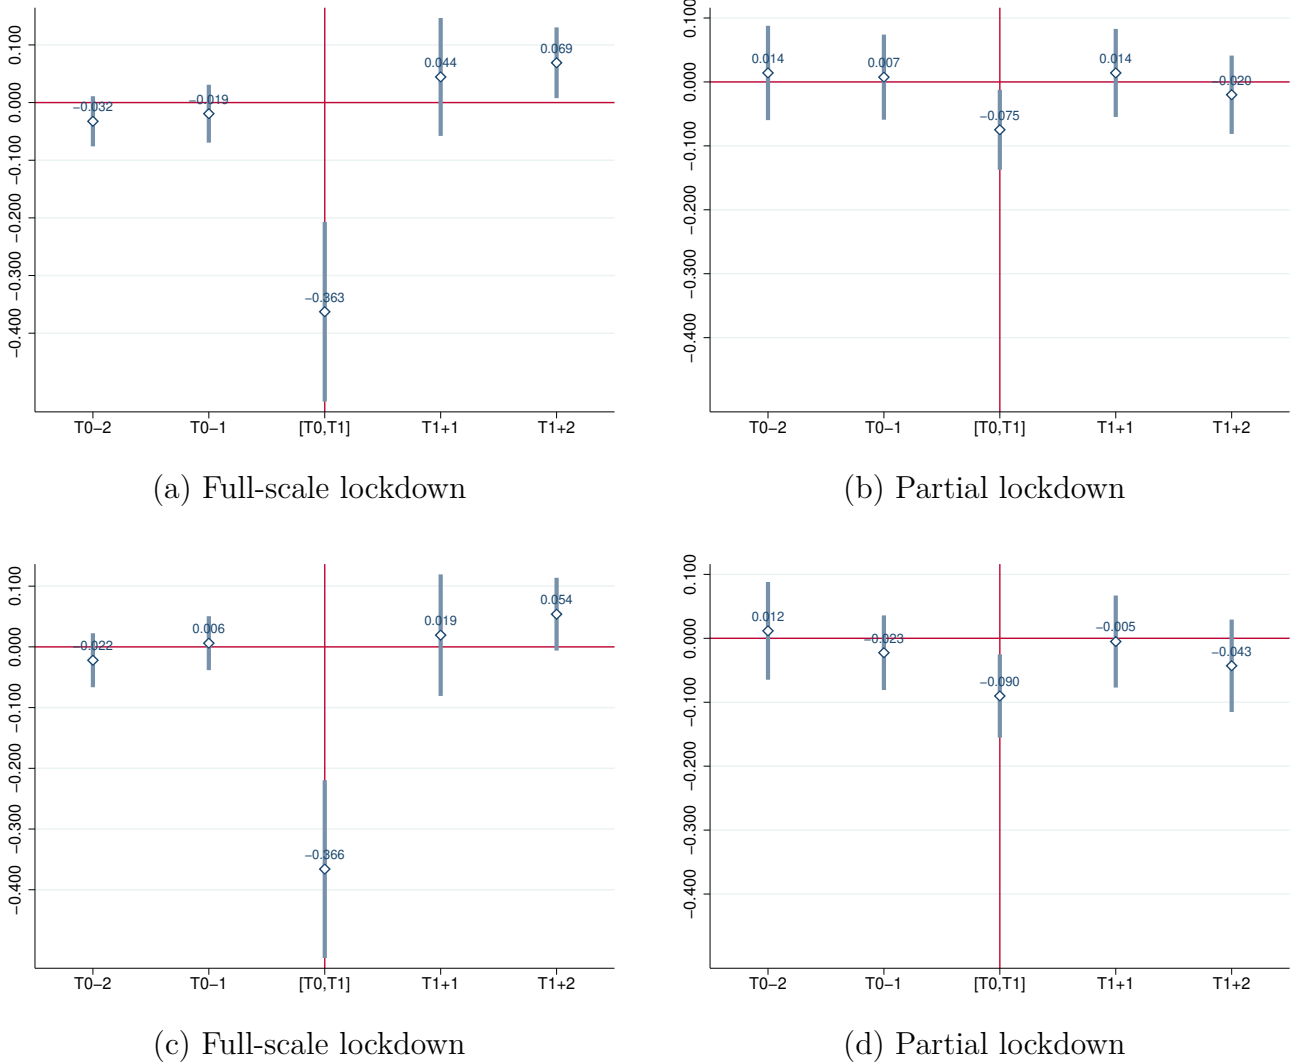 0.100
0.000
−0.100
−0.200
−0.300
−0.400
−0.032
−0.019
−0.363
0.044
0.069
T0−2
T0−1
[T0,T1]
T1+1
T1+2
(a) Full-scale lockdown
0.100
0.000
−0.100
−0.200
−0.300
−0.400
0.014
0.007
−0.075
0.014
−0.020
T0−2
T0−1
[T0,T1]
T1+1
T1+2
(b) Partial lockdown
0.100
0.000
−0.100
−0.200
−0.300
−0.400
−0.022
0.006
−0.366
0.019
0.054
T0−2
T0−1
[T0,T1]
T1+1
T1+2
(c) Full-scale lockdown
0.100
0.000
−0.100
−0.200
−0.300
−0.400
0.012
−0.023
−0.090
−0.005
−0.043
T0−2
T0−1
[T0,T1]
T1+1
T1+2
(d) Partial lockdown